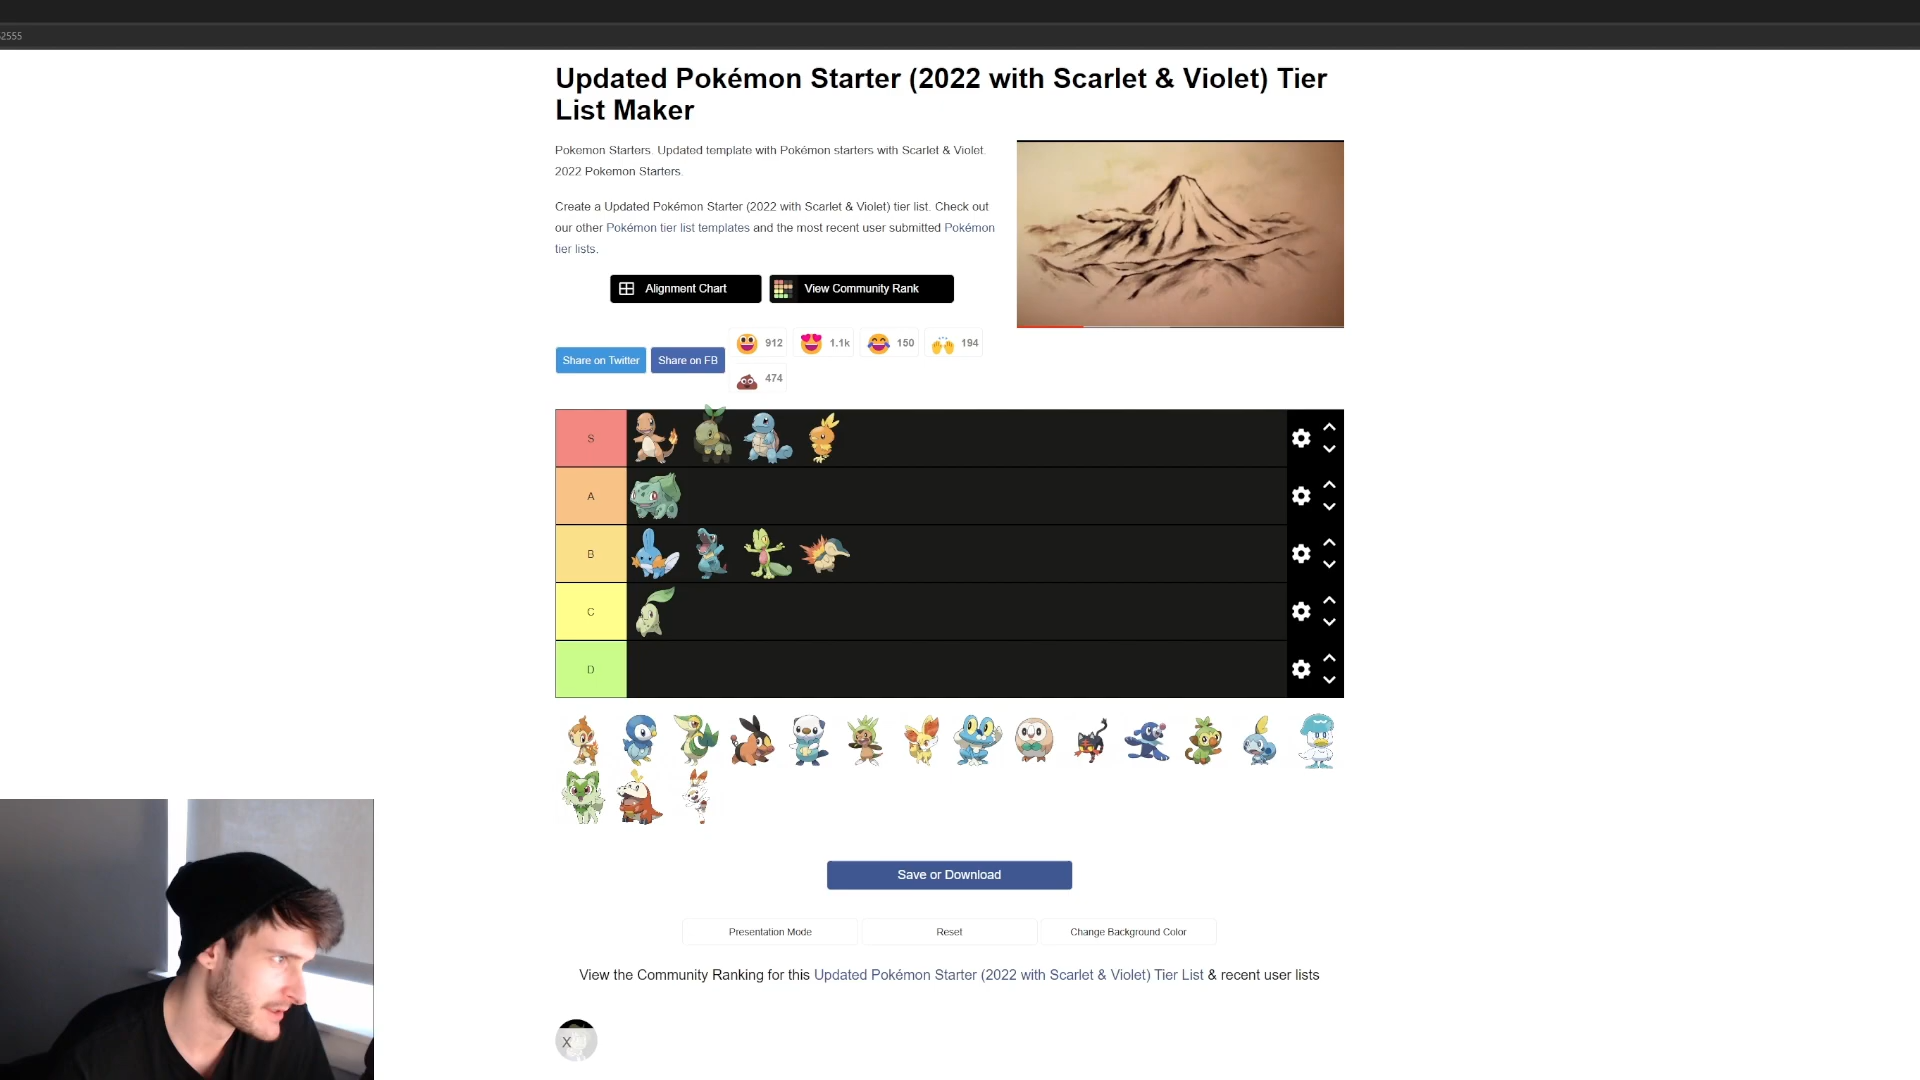 2555
Updated Pokémon Starter (2022 with Scarlet & Violet) Tier
List Maker
Pokemon Starters. Updated template with Pokémon starters with Scarlet & Violet.
2022 Pokemon Starters.
Create a Updated Pokémon Starter (2022 with Scarlet & Violet) tier list. Check out
our other Pokémon tier list templates and the most recent user submitted Pokémon
tier lists.
Alignment Chart
View Community Rank
Share on Twitter
Share on FB
912
1.1k
150
194
474
S
A
B
C
D
Save or Download
Presentation Mode
Reset
Change Background Color
View the Community Ranking for this Updated Pokémon Starter (2022 with Scarlet & Violet) Tier List & recent user lists
X